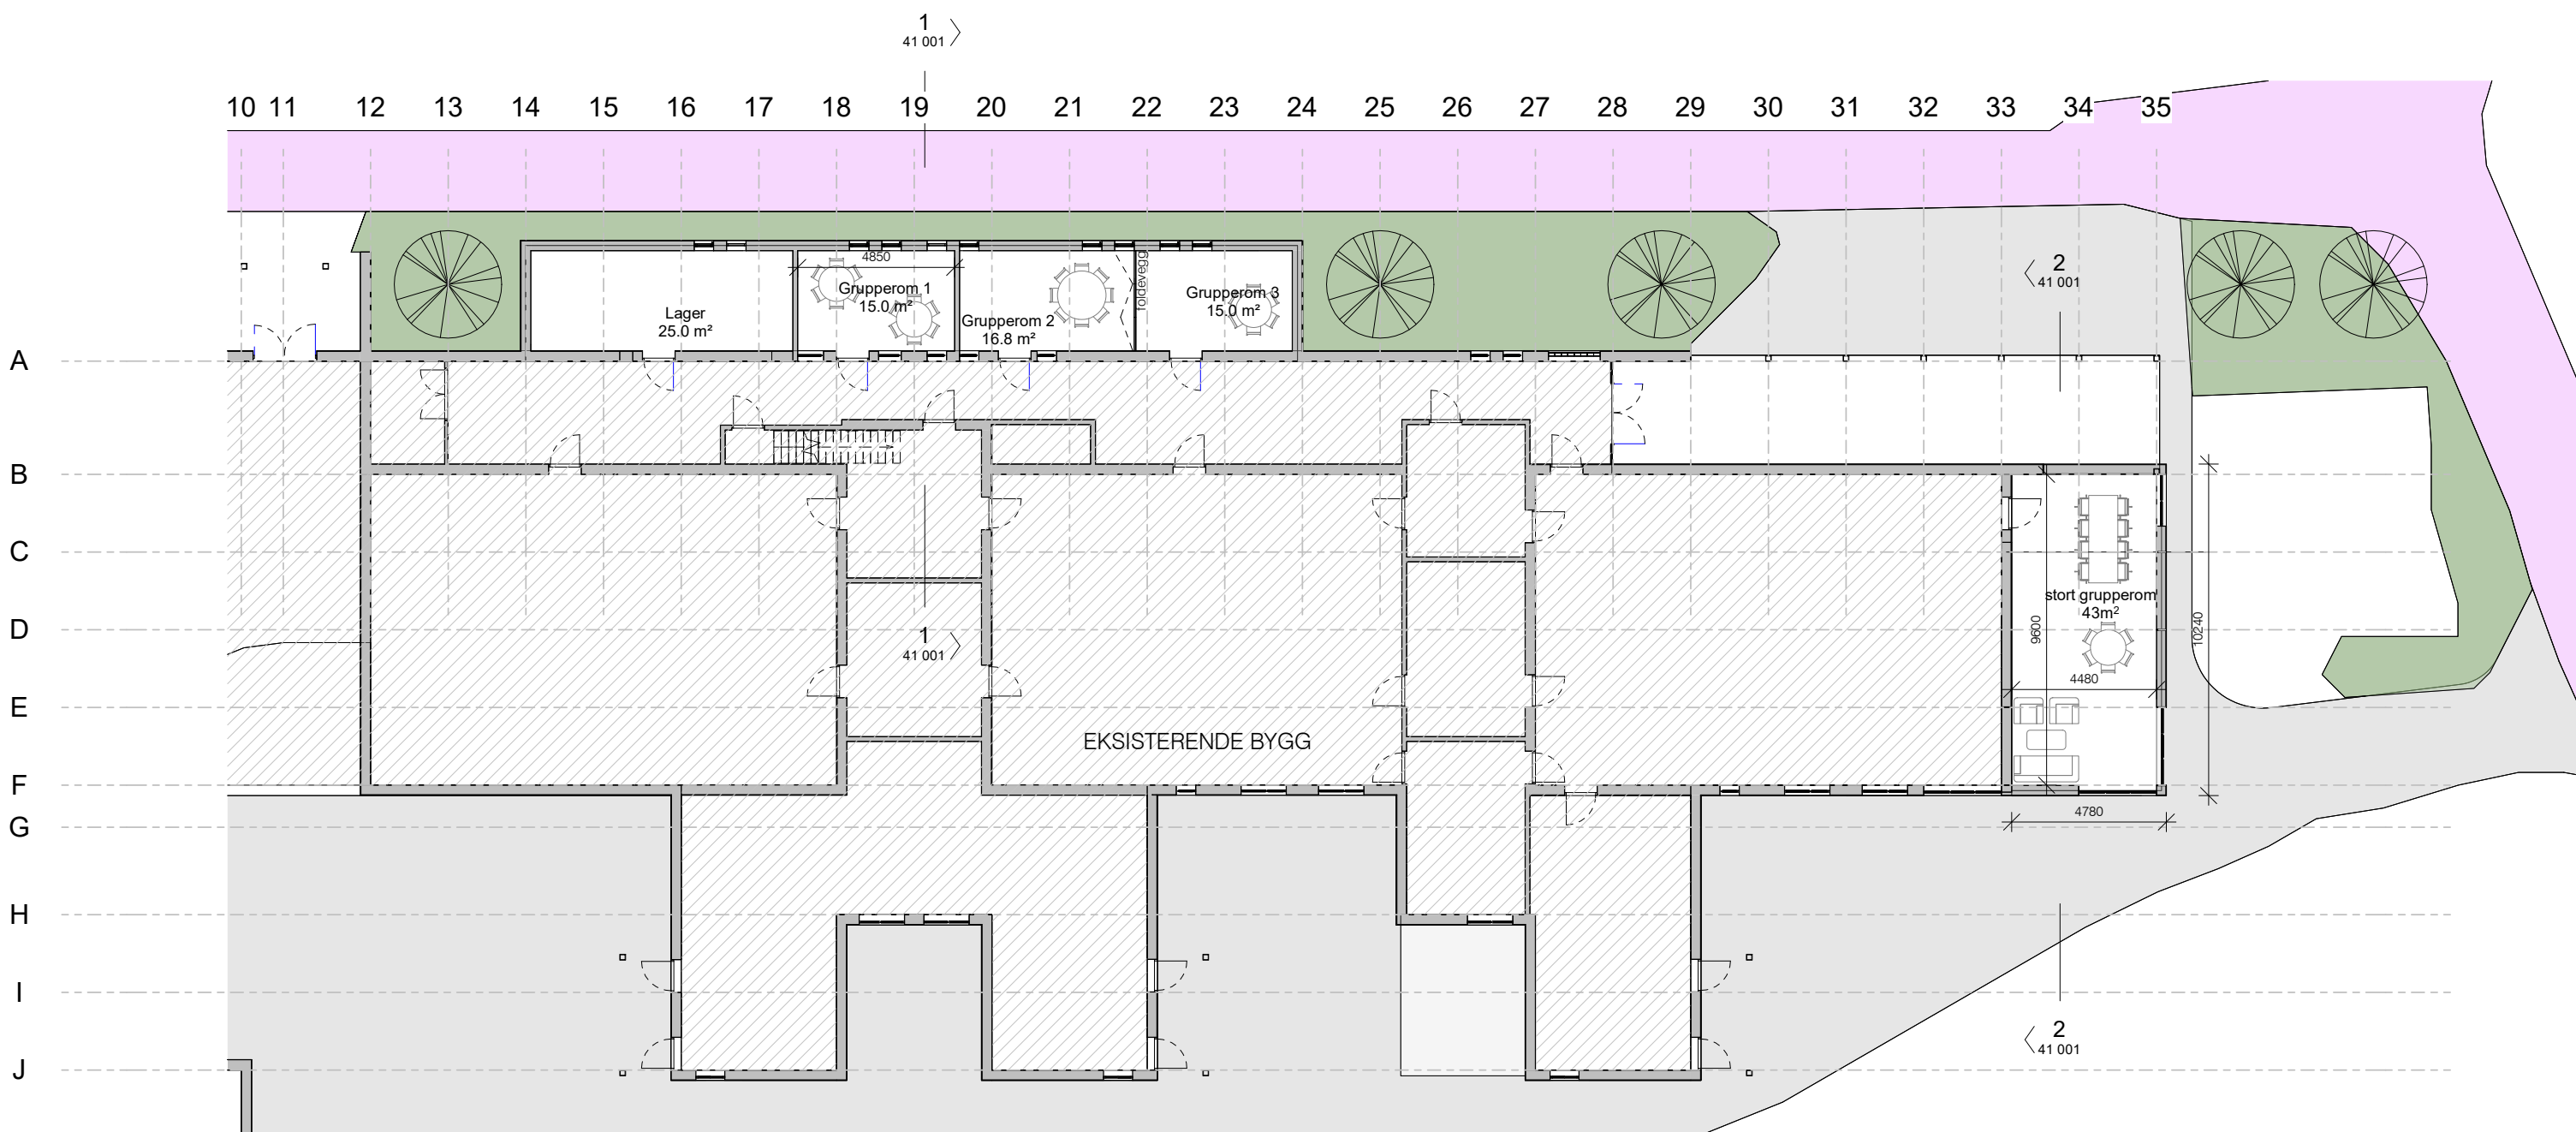 1
41 001
10 11 12 13 14 15 16 17 18 19 20 21 22 23 24 25 26 27 28 29 30 31 32 33 34 35
4850
foldevegg
2
41 001
Grupperom 1
15.0 m²
Grupperom 3
15.0 m²
Lager
25.0 m²
Grupperom 2
16.8 m²
A
B
C
stort grupperom
43m²
D
9600
10240
1
41 001
4480
E
EKSISTERENDE BYGG
F
4780
G
H
I
2
41 001
J